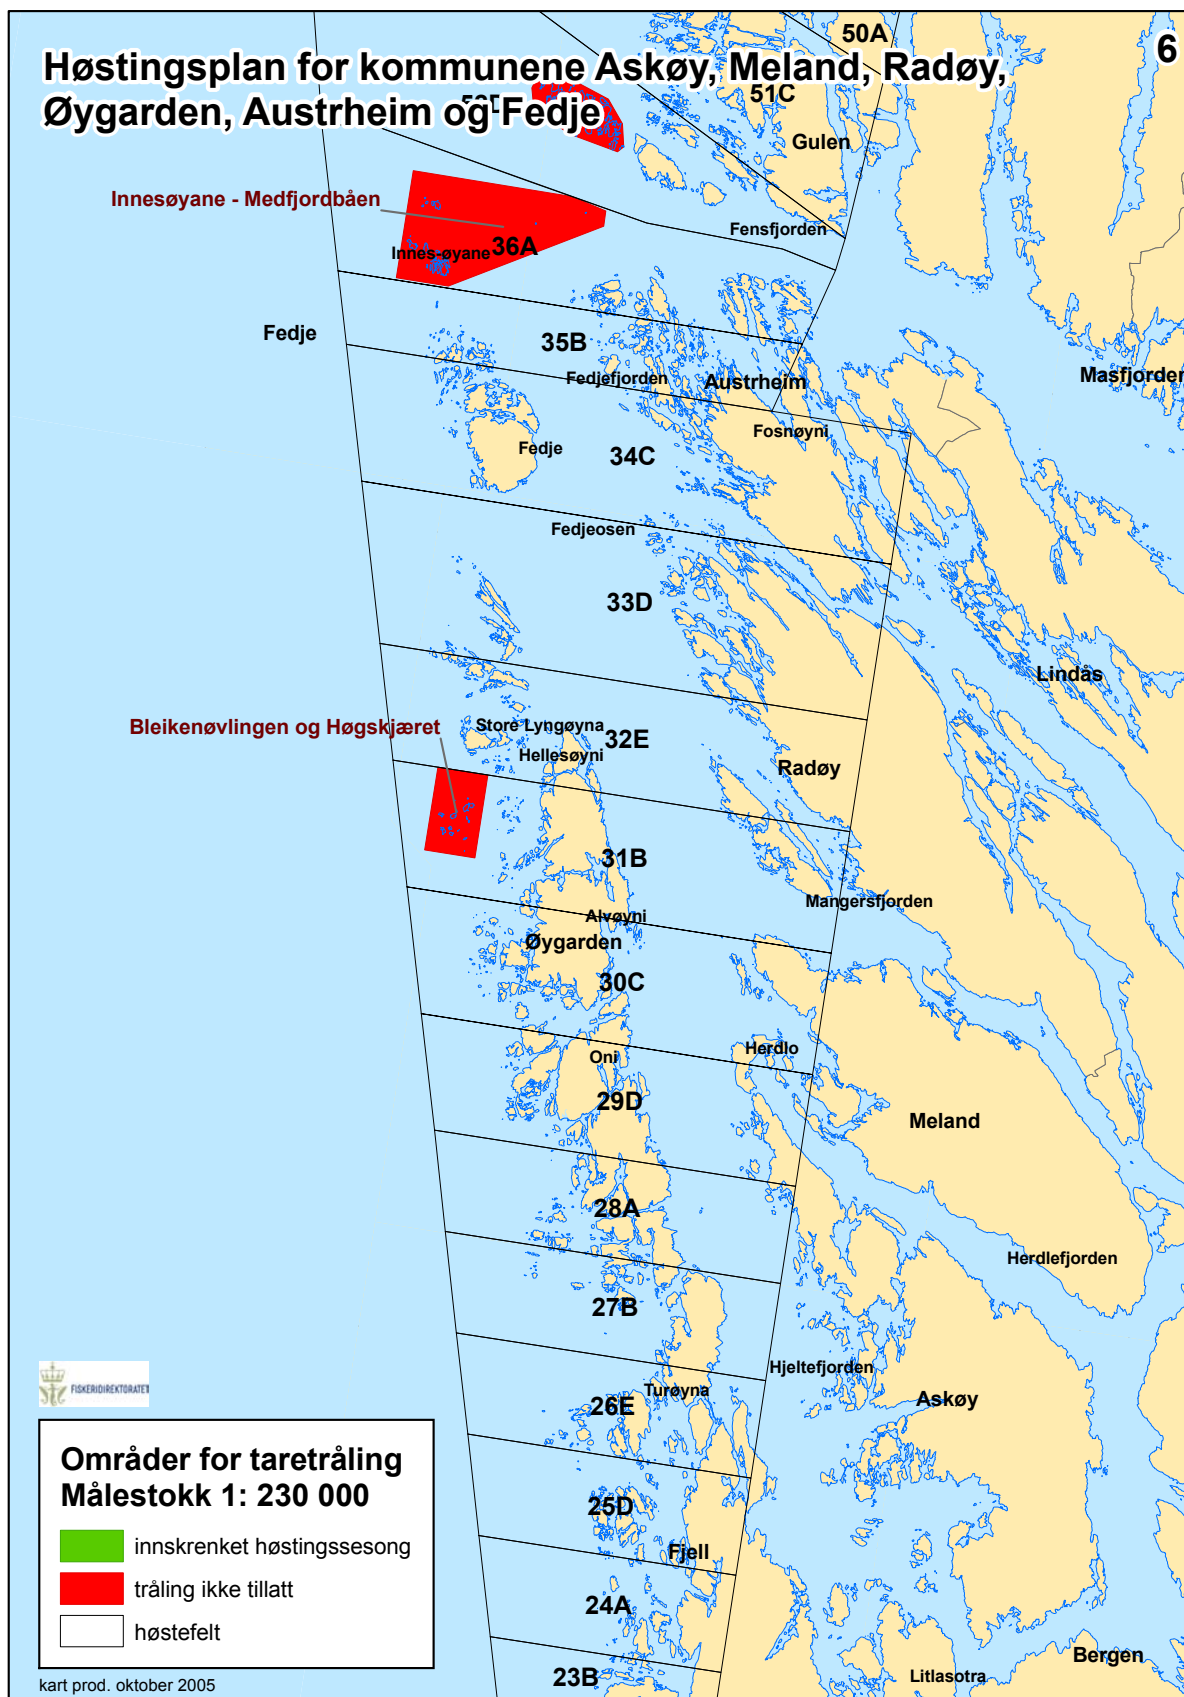 Høstingsplan for kommunene Askøy, Meland, Radøy,
Øygarden, Austrheim og Fedje
6
50A
51C
Gulen
Innesøyane - Medfjordbåen
Fensfjorden
36A
Innes-øyane
Fedje
35B
Fedjefjorden
Austrheim
Masfjorden
Fosnøyni
Fedje
34C
Fedjeosen
33D
Lindås
Bleikenøvlingen og Høgskjæret
Store Lyngøyna
32E
Hellesøyni
Radøy
31B
Mangersfjorden
Alvøyni
Øygarden
30C
Herdlo
Oni
29D
Meland
28A
Herdlefjorden
27B
Hjeltefjorden
Turøyna
26E
Askøy
25D
Fjell
24A
Bergen
23B
Litlasotra
FISKERIDIREKTORATET
Områder for taretråling
Målestokk 1: 230 000
innskrenket høstingssesong
tråling ikke tillatt
høstefelt
kart prod. oktober 2005